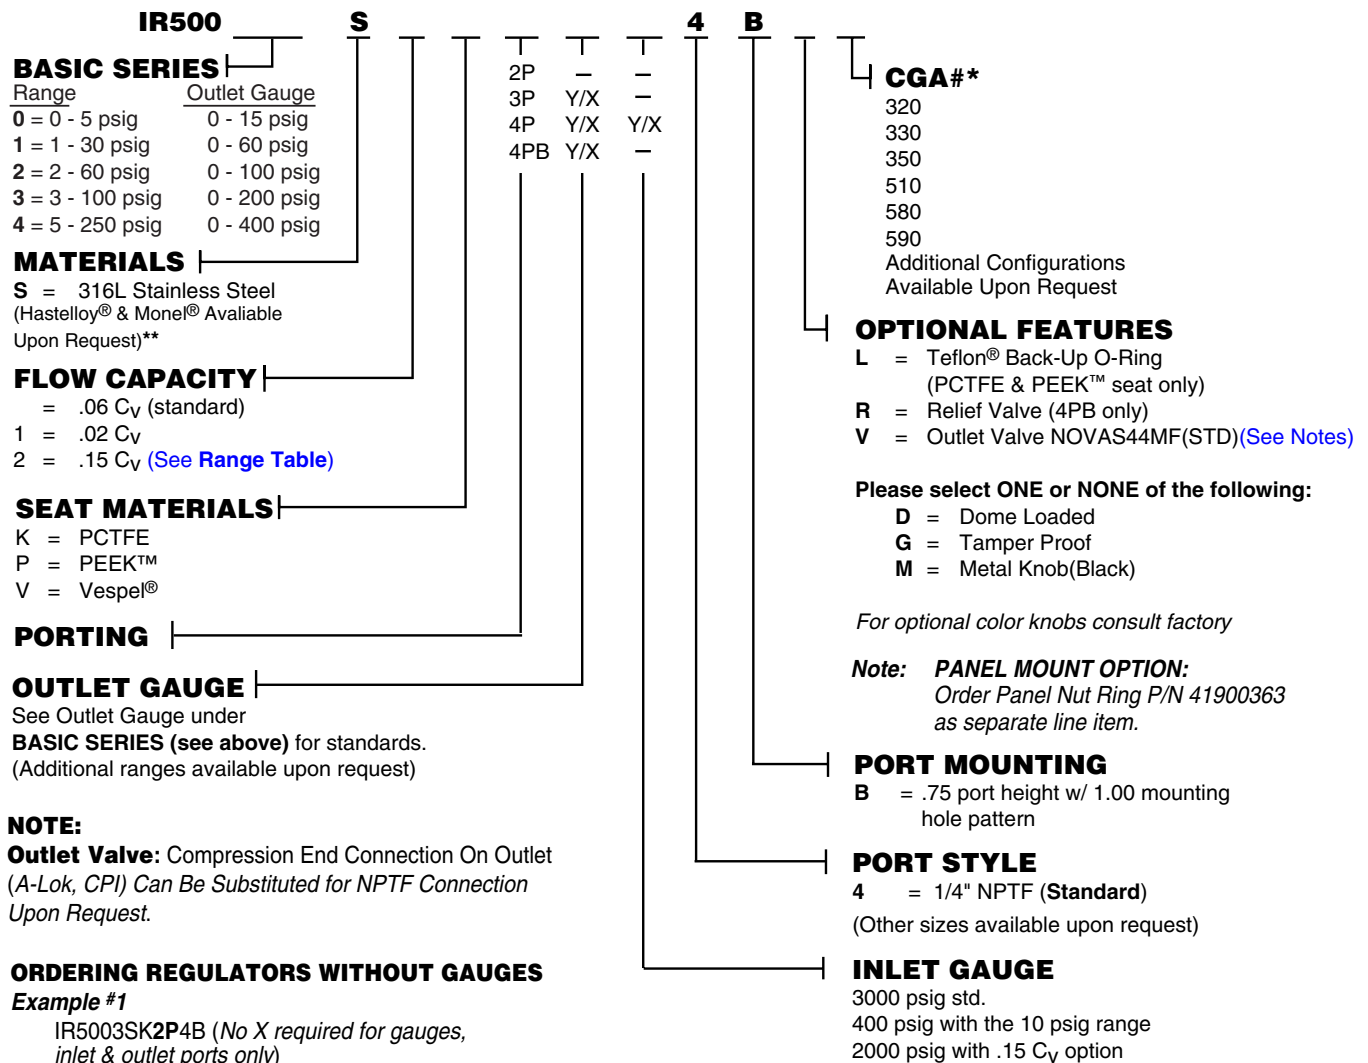 IR500 S 4 B
BASIC SERIES
Range Outlet Gauge
0 = 0 - 5 psig 0 - 15 psig
1 = 1 - 30 psig 0 - 60 psig
2 = 2 - 60 psig 0 - 100 psig
3 = 3 - 100 psig 0 - 200 psig
4 = 5 - 250 psig 0 - 400 psig
MATERIALS
S = 316L Stainless Steel
(Hastelloy® & Monel® Avaliable
Upon Request)**
FLOW CAPACITY
= .06 Cv (standard)
1 = .02 Cv
2 = .15 Cv (See Range Table)
SEAT MATERIALS
K = PCTFE
P = PEEK™
V = Vespel®
PORTING
2P – –
3P Y/X –
4P Y/X Y/X
4PB Y/X –
OUTLET GAUGE
See Outlet Gauge under
BASIC SERIES (see above) for standards.
(Additional ranges available upon request)
NOTE:
Outlet Valve: Compression End Connection On Outlet
(A-Lok, CPI) Can Be Substituted for NPTF Connection
Upon Request.
ORDERING REGULATORS WITHOUT GAUGES
Example #1
IR5003SK2P4B (No X required for gauges,
inlet & outlet ports only)
CGA#*
320
330
350
510
580
590
Additional Configurations
Available Upon Request
OPTIONAL FEATURES
L = Teflon® Back-Up O-Ring
(PCTFE & PEEK™ seat only)
R = Relief Valve (4PB only)
V = Outlet Valve NOVAS44MF(STD)(See Notes)
Please select ONE or NONE of the following:
D = Dome Loaded
G = Tamper Proof
M = Metal Knob(Black)
For optional color knobs consult factory
Note: PANEL MOUNT OPTION:
Order Panel Nut Ring P/N 41900363
as separate line item.
PORT MOUNTING
B = .75 port height w/ 1.00 mounting
hole pattern
PORT STYLE
4 = 1/4" NPTF (Standard)
(Other sizes available upon request)
INLET GAUGE
3000 psig std.
400 psig with the 10 psig range
2000 psig with .15 Cv option